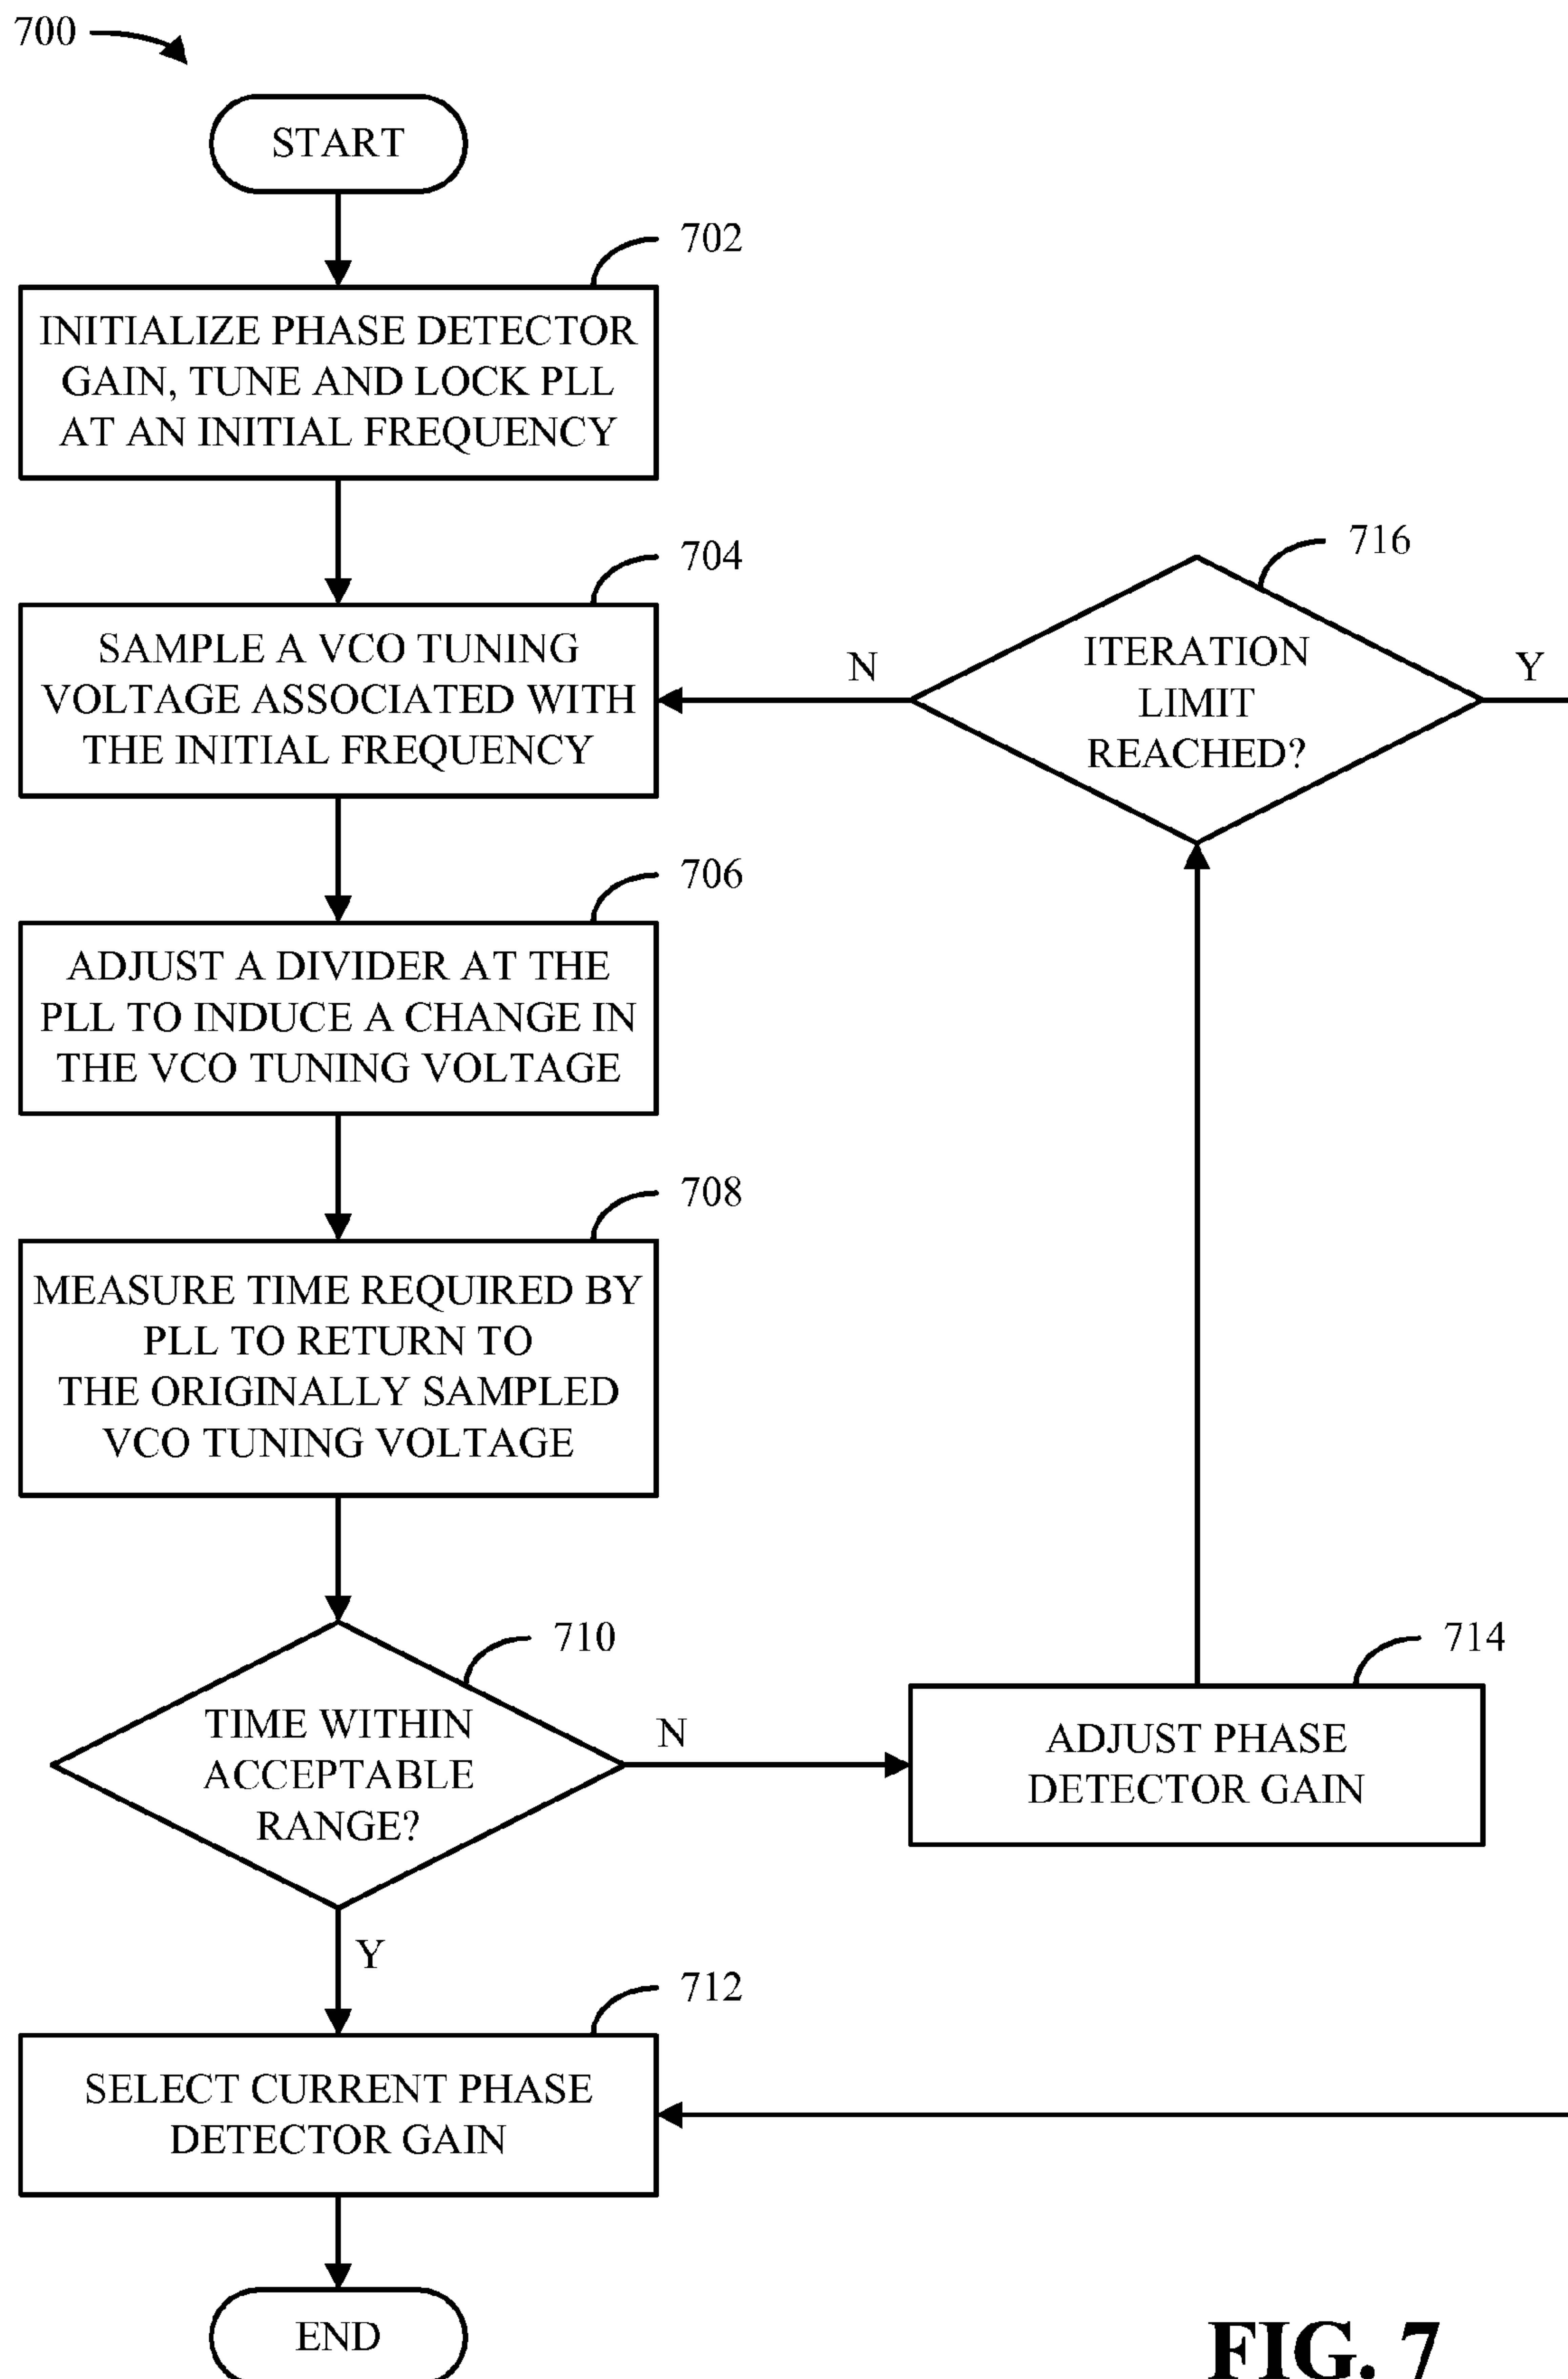 700
START
702
INITIALIZE PHASE DETECTOR
GAIN, TUNE AND LOCK PLL
AT AN INITIAL FREQUENCY
704
SAMPLE A VCO TUNING
VOLTAGE ASSOCIATED WITH
THE INITIAL FREQUENCY
716
ITERATION
LIMIT
REACHED?
N
Y
706
ADJUST A DIVIDER AT THE
PLL TO INDUCE A CHANGE IN
THE VCO TUNING VOLTAGE
708
MEASURE TIME REQUIRED BY
PLL TO RETURN TO
THE ORIGINALLY SAMPLED
VCO TUNING VOLTAGE
710
TIME WITHIN
ACCEPTABLE
RANGE?
N
Y
714
ADJUST PHASE
DETECTOR GAIN
712
SELECT CURRENT PHASE
DETECTOR GAIN
END
FIG. 7